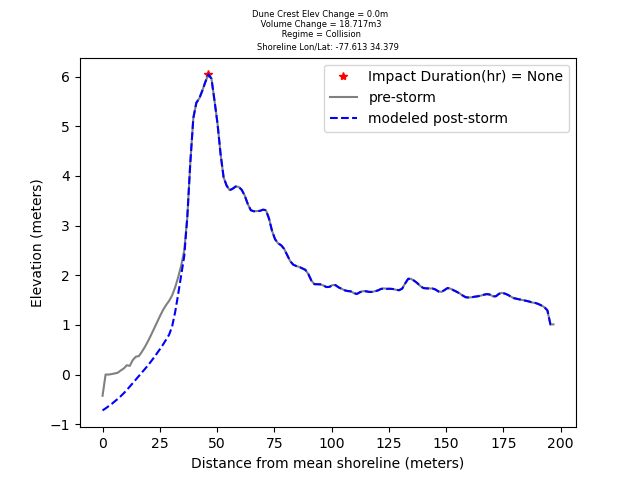 Dune Crest Elev Change = 0.0m
Volume Change = 18.717m3
Regime = Collision
Shoreline Lon/Lat: -77.613 34.379
Impact Duration(hr) = None
pre-storm
modeled post-storm
Elevation (meters)
6
5
4
3
2
1
0
−1
0 25 50 75 100 125 150 175 200
Distance from mean shoreline (meters)